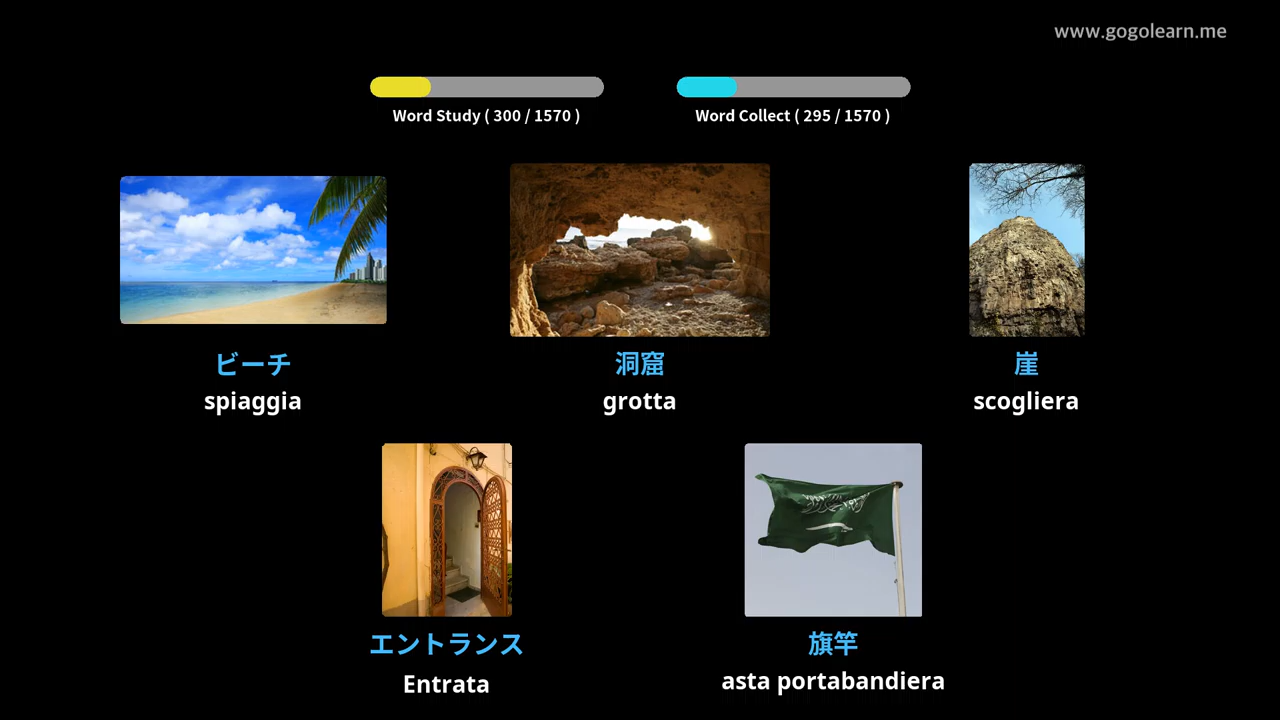 www.gogolearn.me
Word Study ( 300 / 1570 )
Word Collect ( 295 / 1570 )
ビーチ
spiaggia
洞窟
grotta
崖
scogliera
エントランス
Entrata
旗竿
asta portabandiera